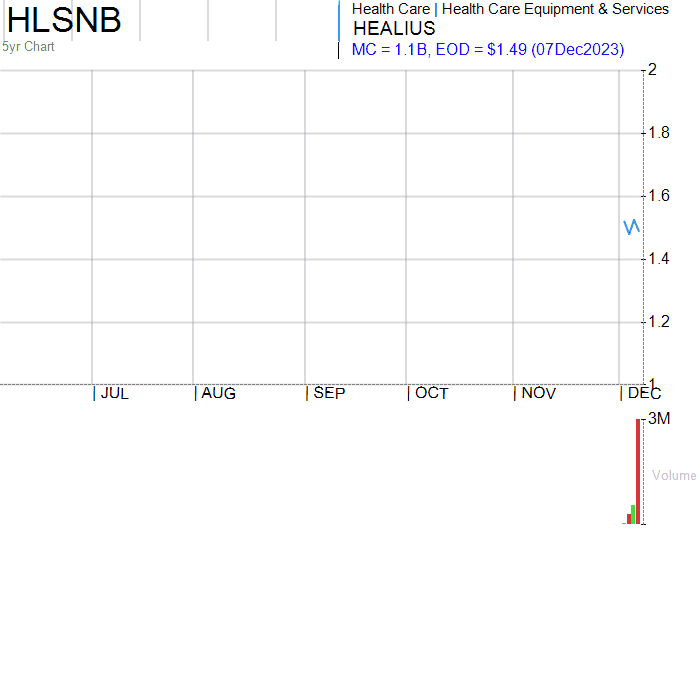 HLSNB
5yr Chart
Health Care | Health Care Equipment & Services
HEALIUS
MC = 1.1B, EOD = $1.49 (07Dec2023)
2
1.8
1.6
1.4
1.2
1
JUL AUG SEP OCT NOV DEC
3M
Volume